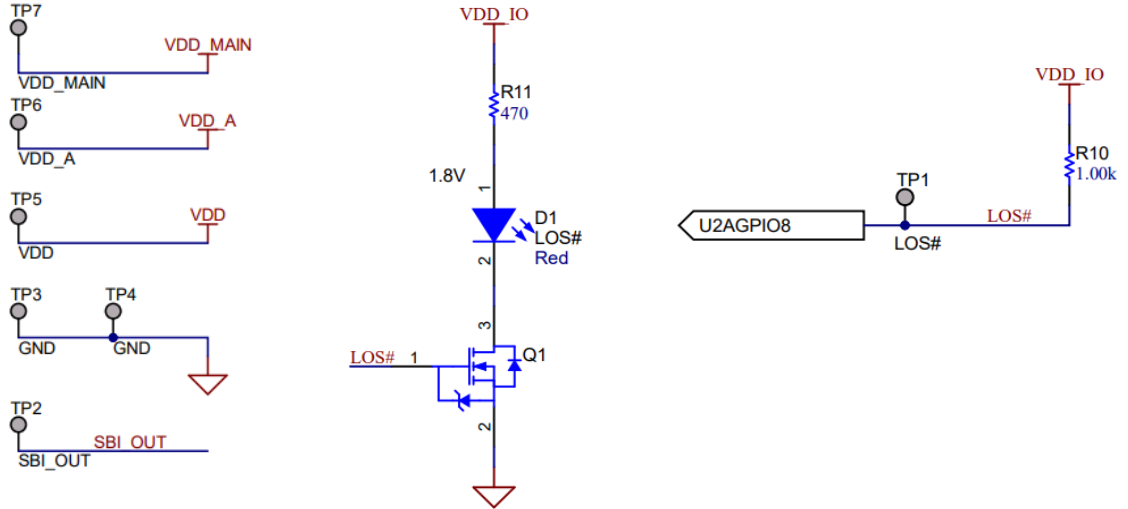 TP7
VDD_MAIN
VDD_MAIN
TP6
VDD_A
VDD_A
TP5
VDD
VDD
TP3
TP4
GND
GND
TP2
SBI_OUT
SBI_OUT
VDD_IO
R11
470
1.8V
1
D1
LOS#
Red
2
3
Q1
LOS#
1
2
VDD_IO
R10
1.00k
TP1
U2AGPIO8
LOS#
LOS#